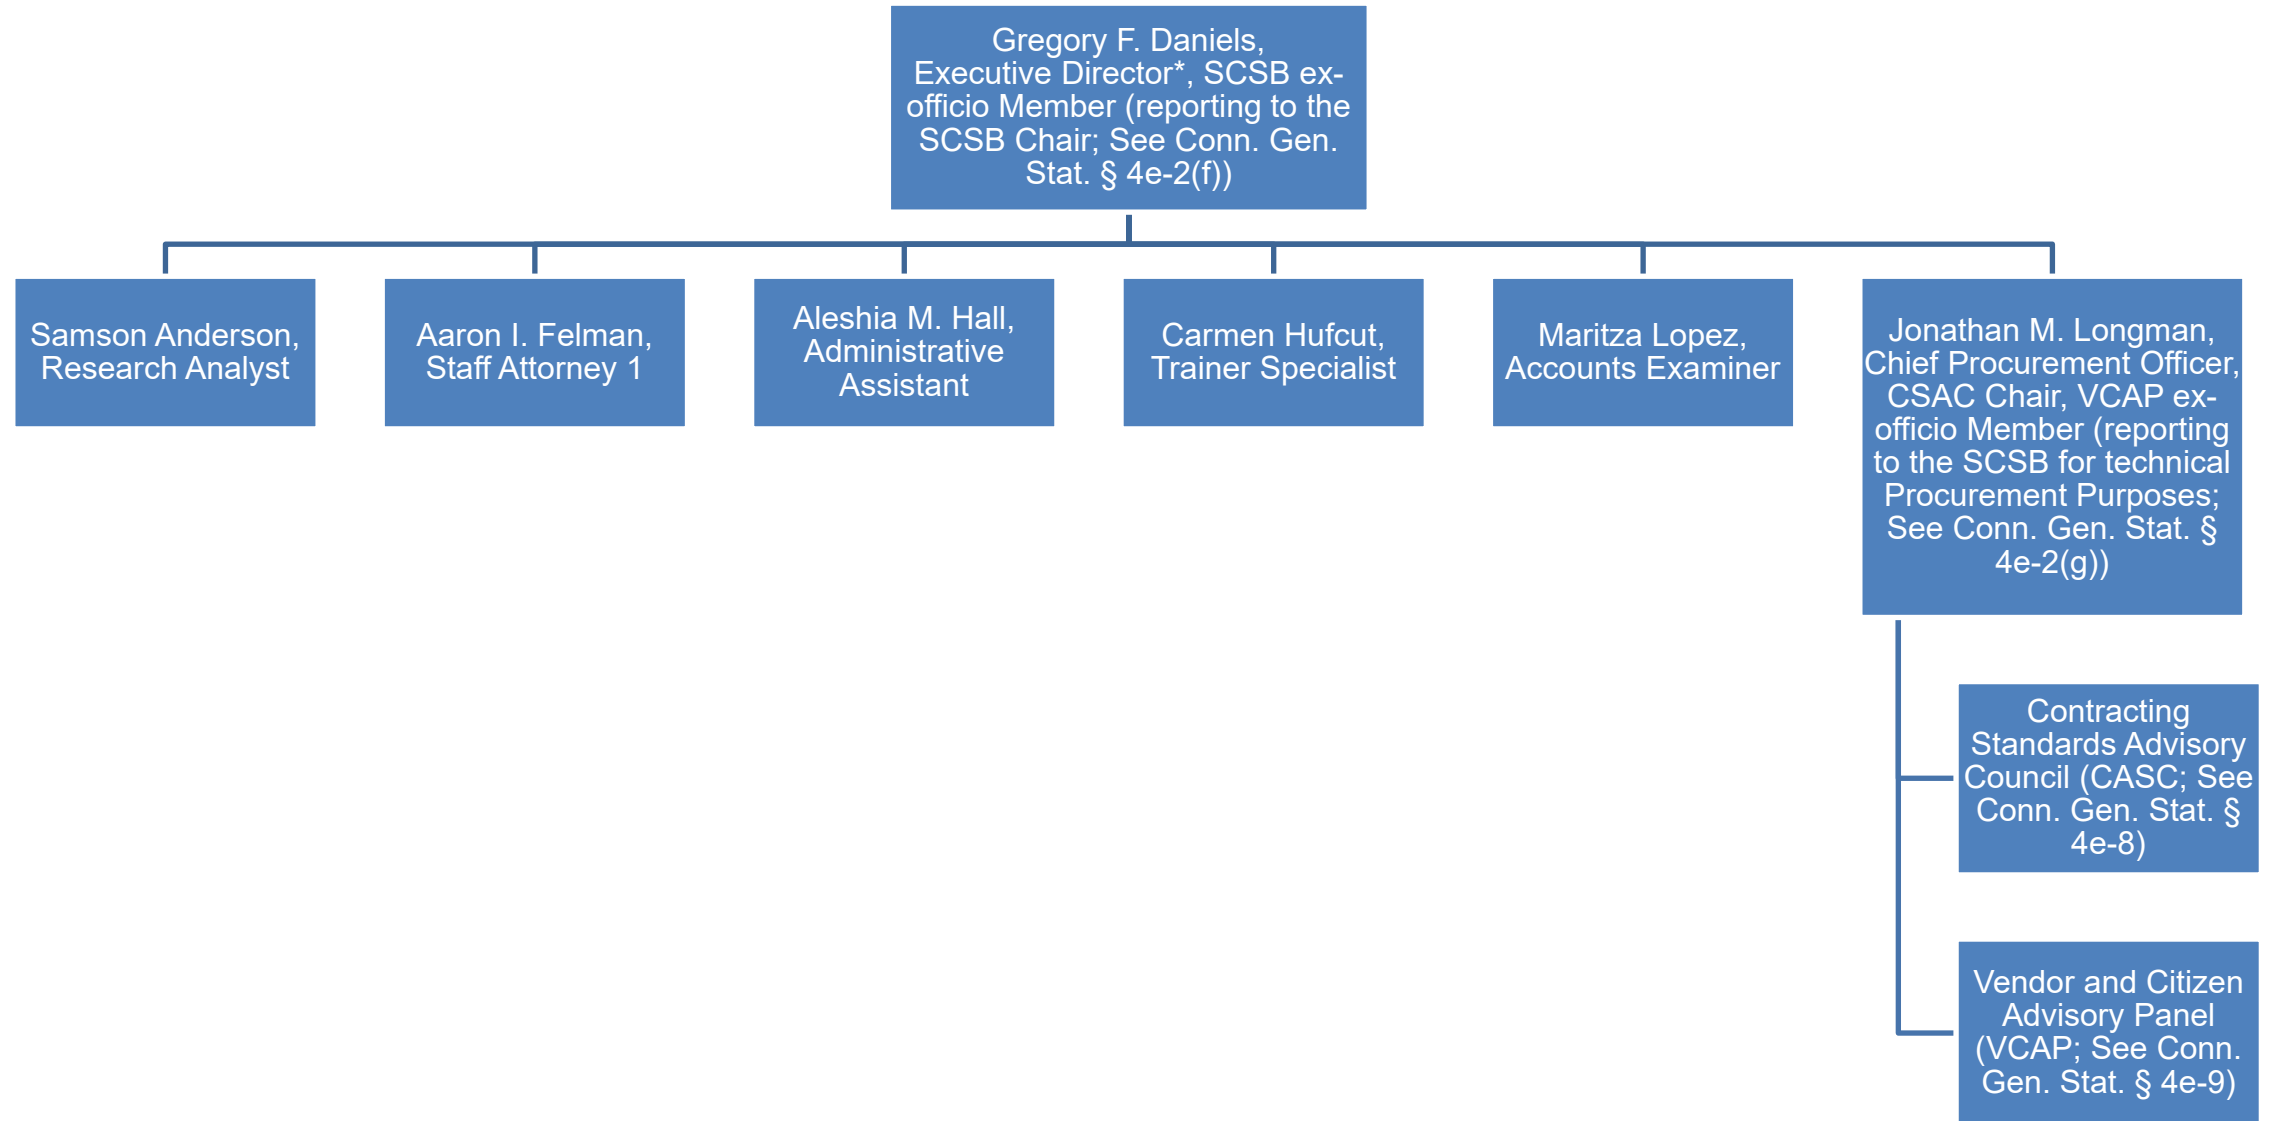 Gregory F. Daniels,
Executive Director*, SCSB ex-
officio Member (reporting to the
SCSB Chair; See Conn. Gen.
Stat. § 4e-2(f))
Samson Anderson,
Research Analyst
Aaron I. Felman,
Staff Attorney 1
Aleshia M. Hall,
Administrative
Assistant
Carmen Hufcut,
Trainer Specialist
Maritza Lopez,
Accounts Examiner
Jonathan M. Longman,
Chief Procurement Officer,
CSAC Chair, VCAP ex-
officio Member (reporting
to the SCSB for technical
Procurement Purposes;
See Conn. Gen. Stat. §
4e-2(g))
Contracting
Standards Advisory
Council (CASC; See
Conn. Gen. Stat. §
4e-8)
Vendor and Citizen
Advisory Panel
(VCAP; See Conn.
Gen. Stat. § 4e-9)